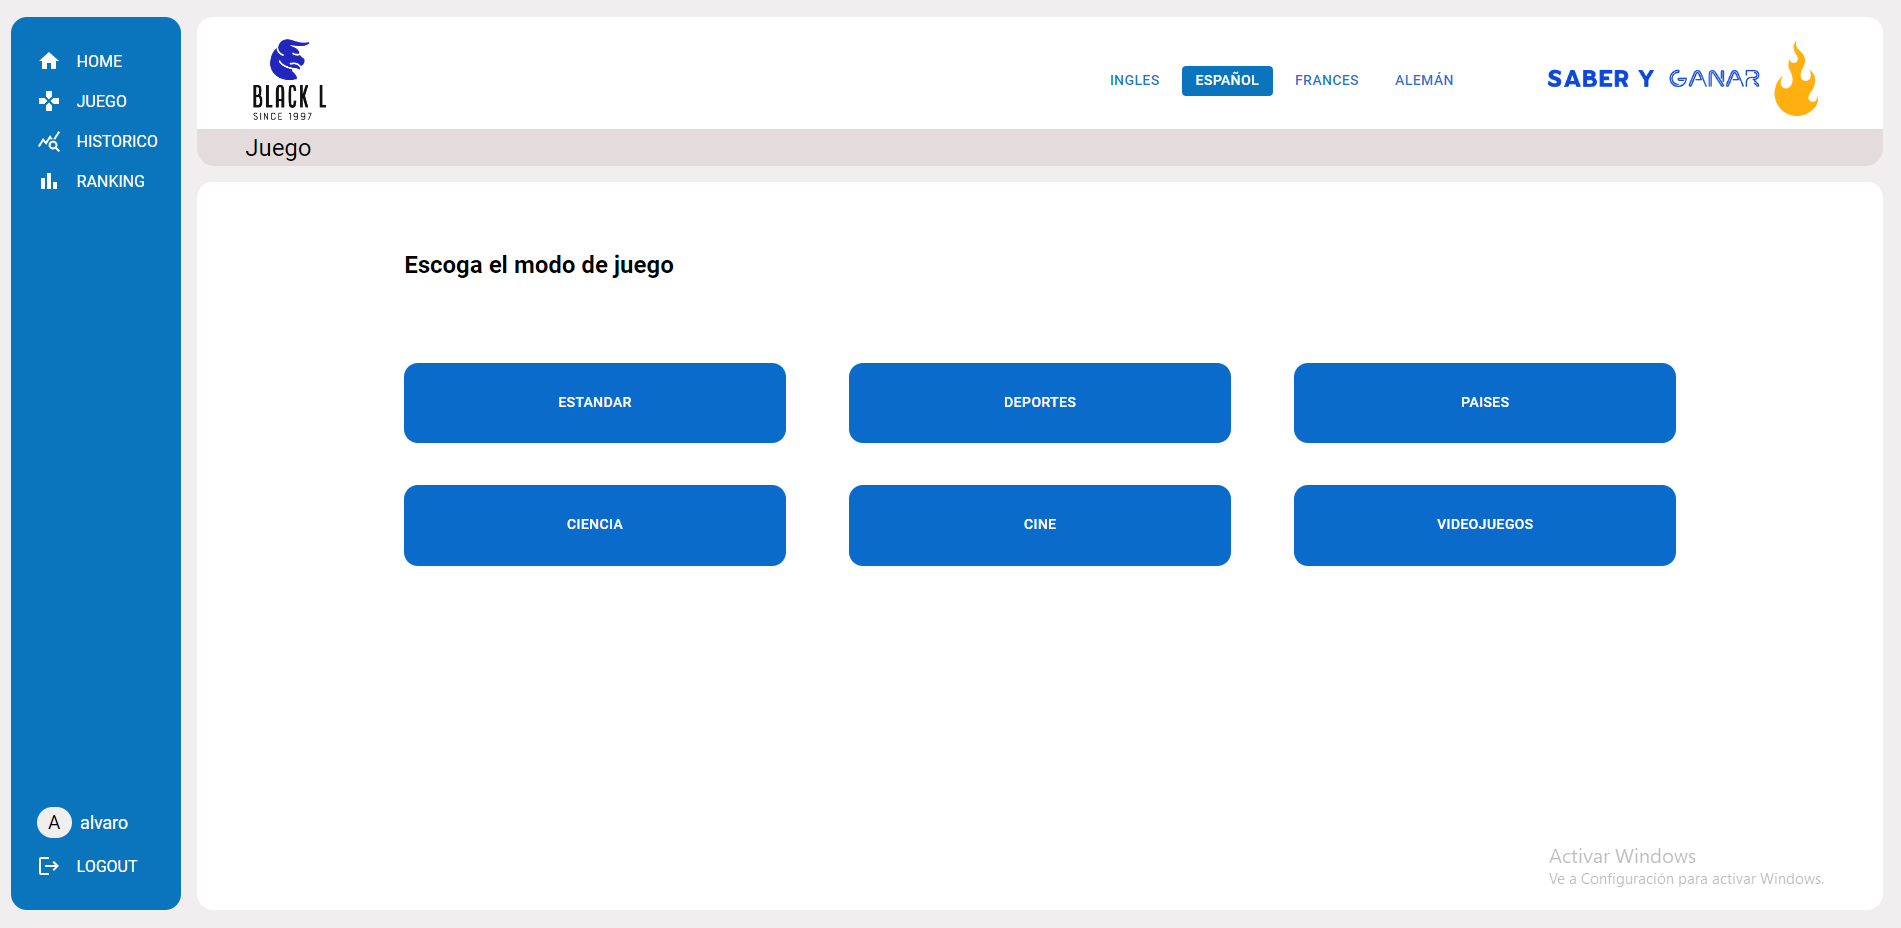 HOME
JUEGO
HISTORICO
RANKING
alvaro
A
LOGOUT
BLACK L
SINCE 1997
INGLES
ESPAÑOL
FRANCES
ALEMÁN
SABER Y GANAR
Juego
Escoga el modo de juego
ESTANDAR
DEPORTES
PAISES
CIENCIA
CINE
VIDEOJUEGOS
Activar Windows
Ve a Configuración para activar Windows.